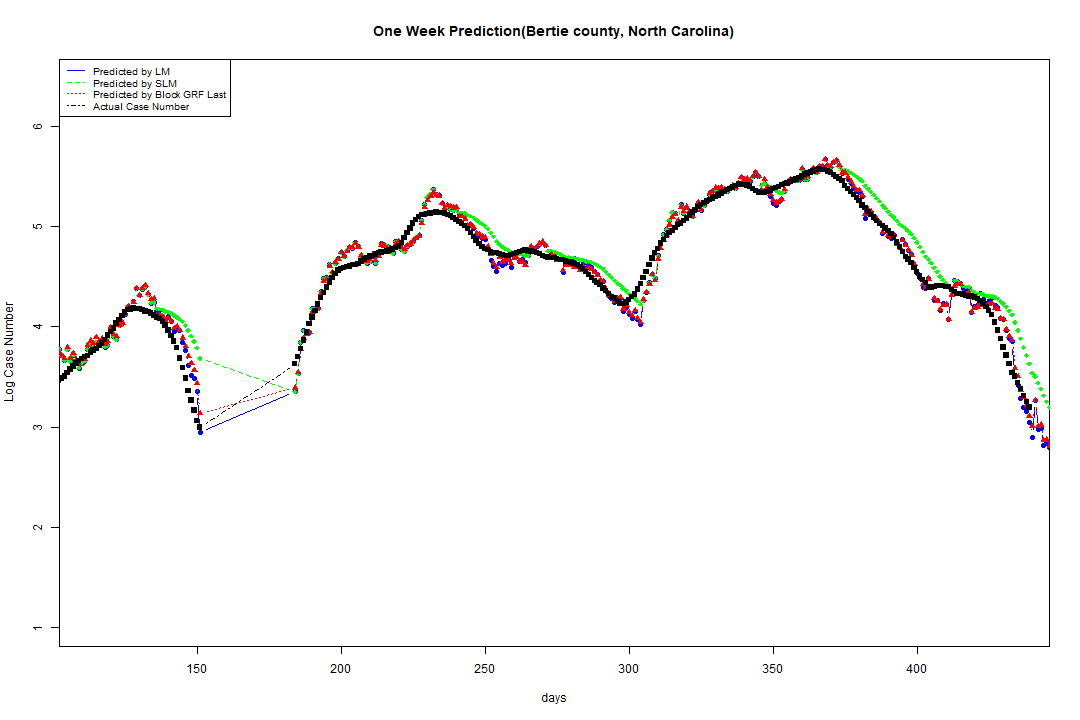 One Week Prediction(Bertie county, North Carolina)
Predicted by LM
Predicted by SLM
Predicted by Block GRF Last
Actual Case Number
Log Case Number
6
5
4
3
2
1
150 200 250 300 350 400
days